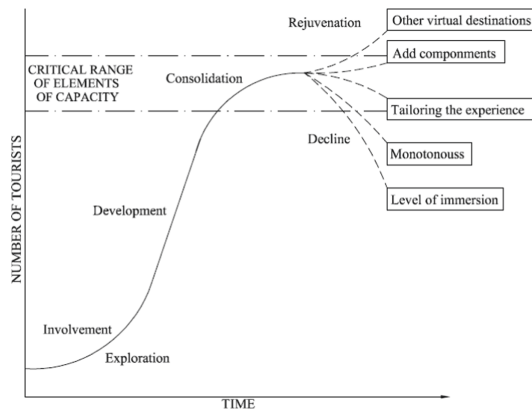 Rejuvenation
Other virtual destinations
Add componments
CRITICAL RANGE
OF ELEMENTS
OF CAPACITY
Consolidation
Tailoring the experience
Decline
Monotonouss
Level of immersion
Development
NUMBER OF TOURISTS
Involvement
Exploration
TIME